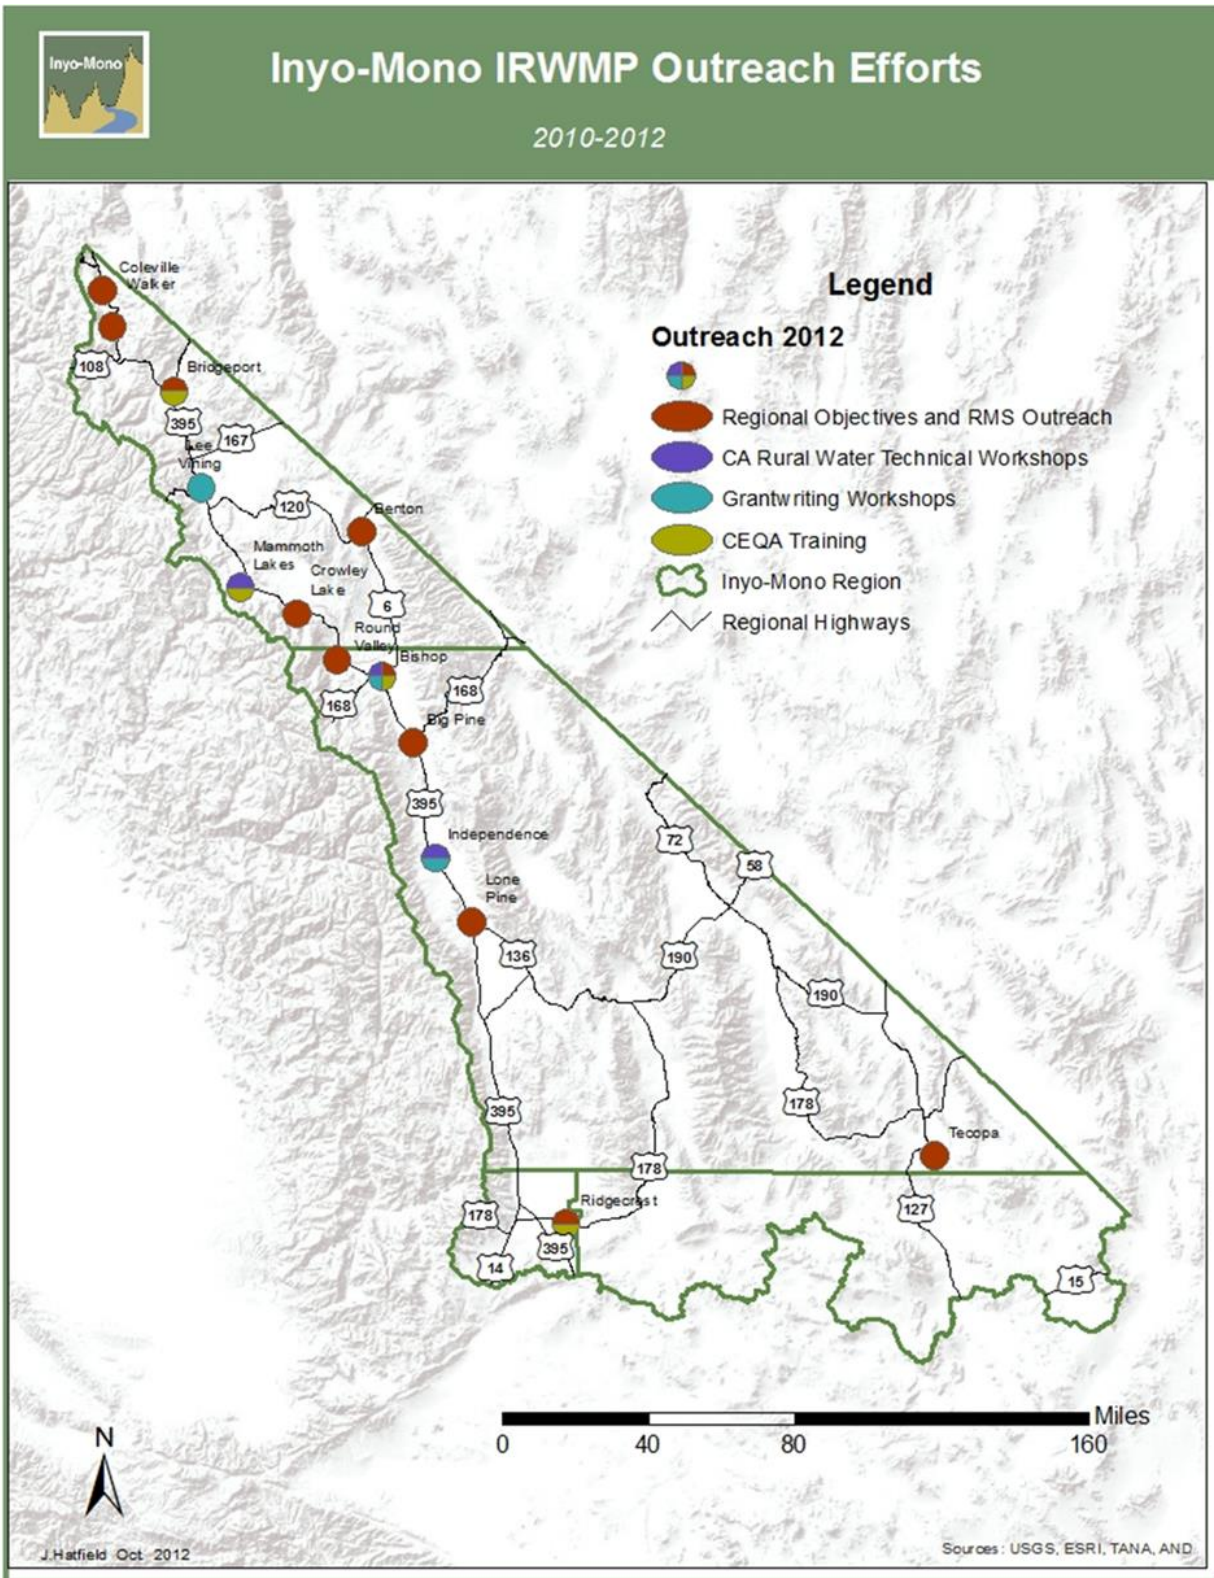 Inyo-Mono
Inyo-Mono IRWMP Outreach Efforts
2010-2012
Legend
Outreach 2012
Regional Objectives and RMS Outreach
CA Rural Water Technical Workshops
Grantwriting Workshops
CEQA Training
Inyo-Mono Region
Regional Highways
Coleville
Walker
108
Bridgeport
395
167
Lee
Vining
120
Benton
Mammoth
Lakes
Crowley
Lake
6
Round
Valley
Bishop
168
168
Big Pine
395
72
Independence
58
Lone
Pine
136
190
190
395
178
Tecopa
178
Ridgecrest
178
127
395
14
15
Miles
0
40
80
160
N
J.Hatfield Oct 2012
Sources: USGS, ESRI, TANA, AND